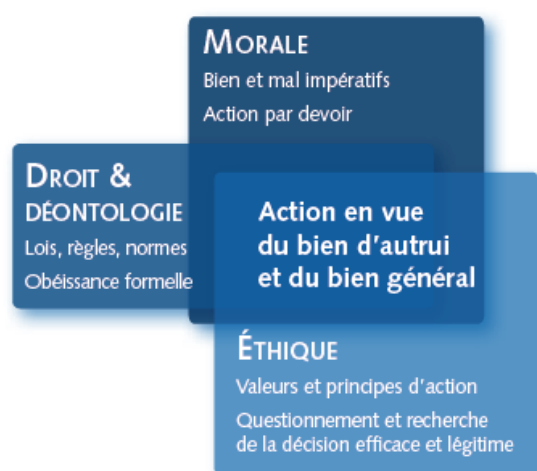 MORALE
Bien et mal impératifs
Action par devoir
DROIT &
DÉONTOLOGIE
Lois, règles, normes
Obéissance formelle
Action en vue
du bien d'autrui
et du bien général
ÉTHIQUE
Valeurs et principes d'action
Questionnement et recherche
de la décision efficace et légitime